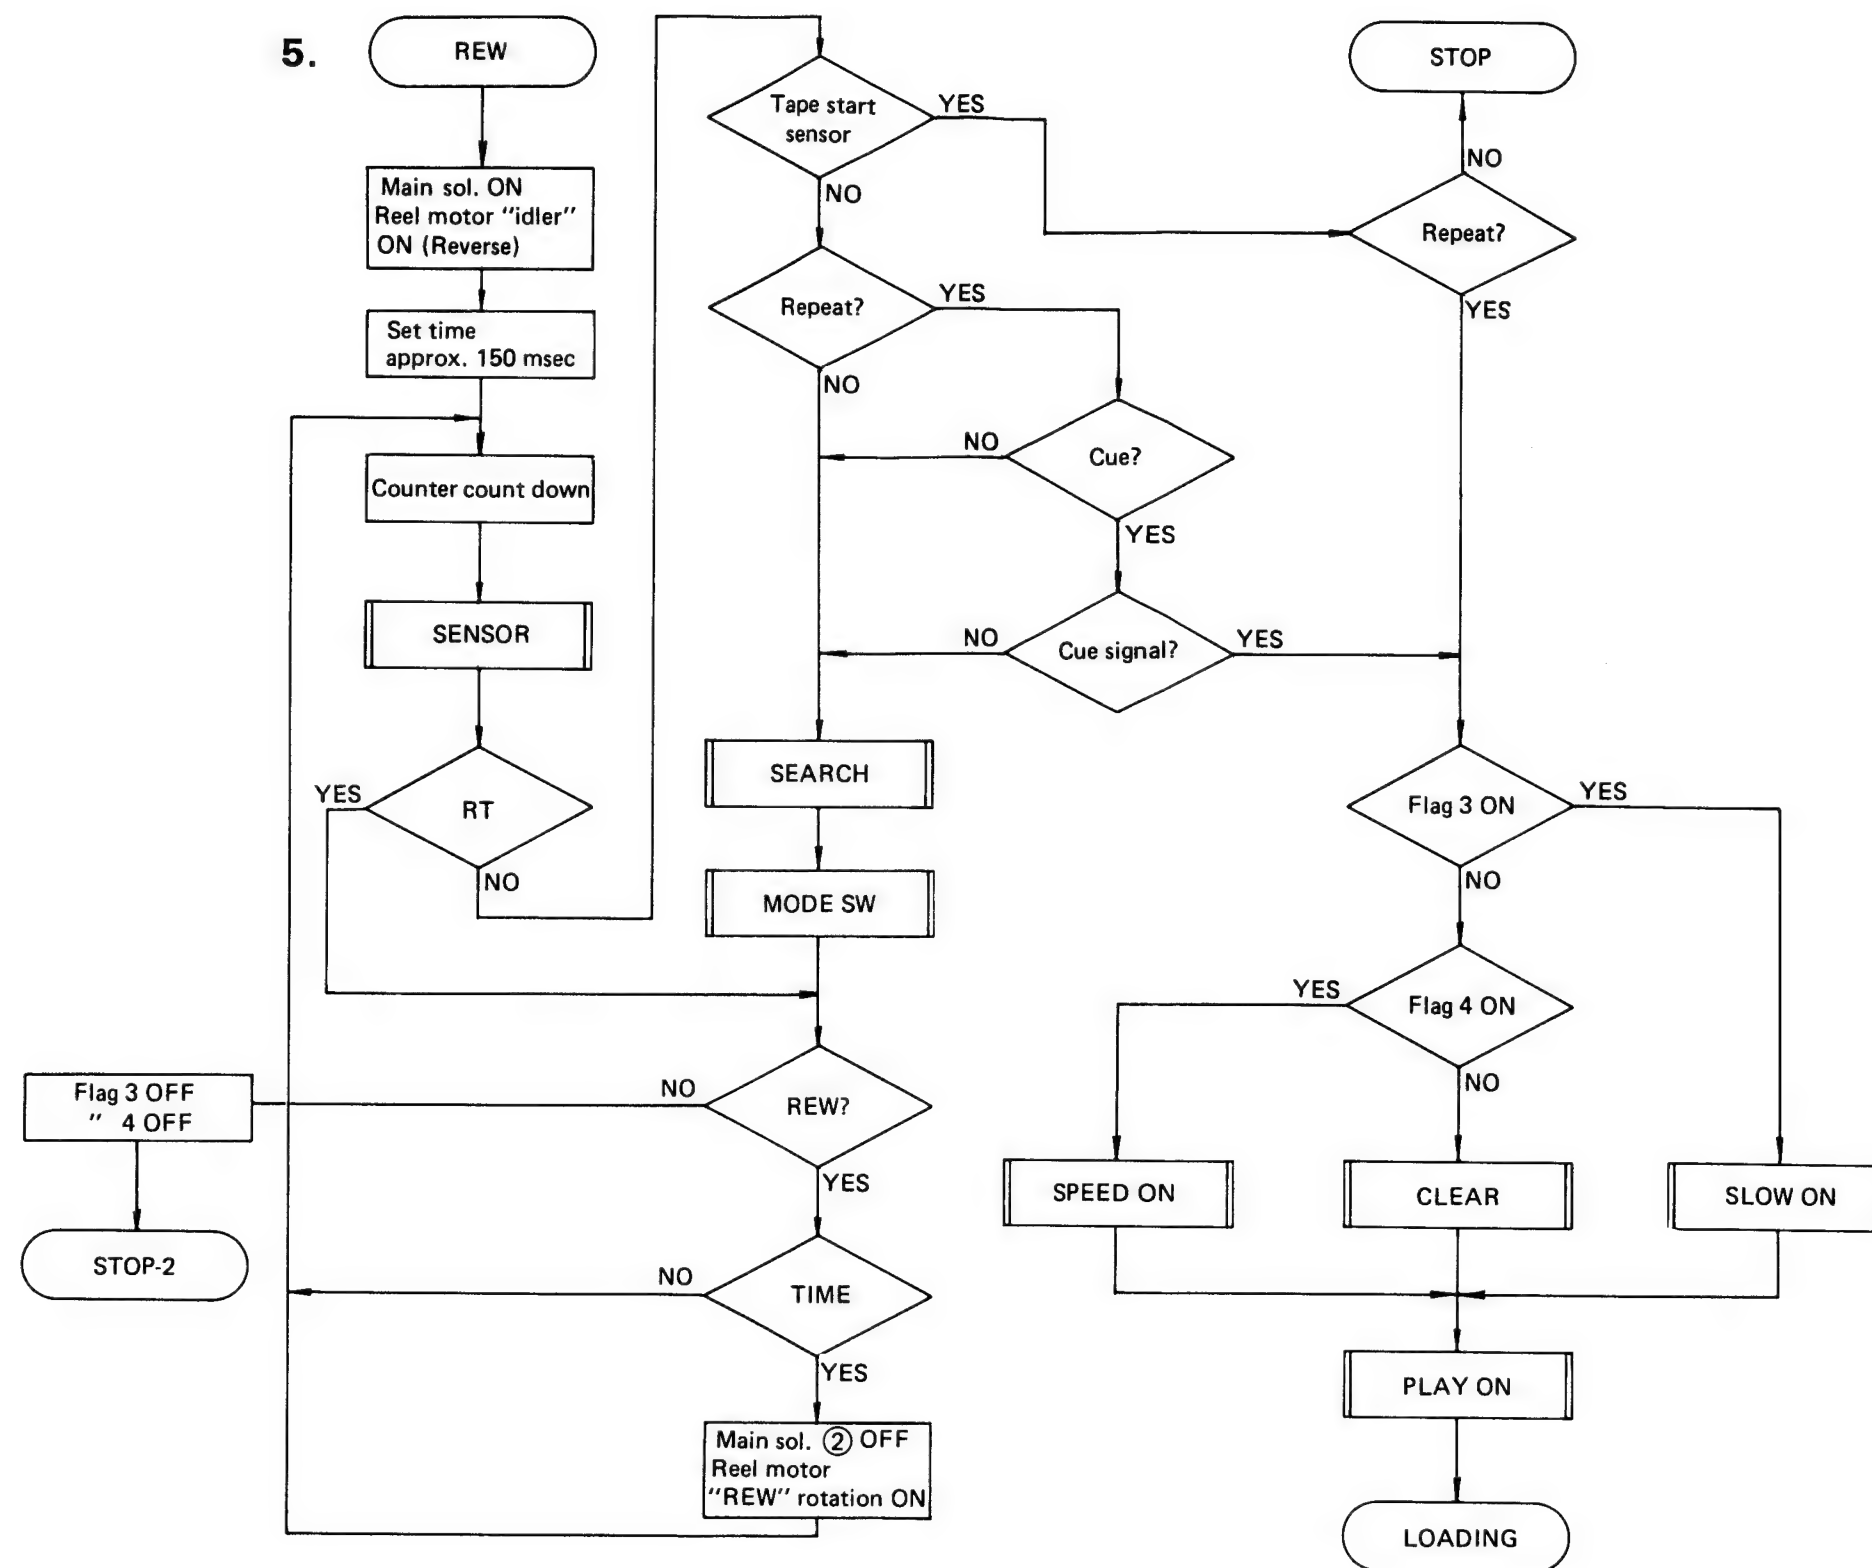 5.
REW
Main sol. ON
Reel motor “idler”
ON (Reverse)
Set time
approx. 150 msec
Counter count down
SENSOR
RT
YES
NO
Tape start
sensor
YES
NO
Repeat?
YES
NO
Cue?
NO
YES
Cue signal?
NO
YES
SEARCH
MODE SW
REW?
NO
YES
Flag 3 OFF
〃 4 OFF
STOP-2
TIME
NO
YES
Main sol. ② OFF
Reel motor
“REW” rotation ON
STOP
NO
Repeat?
YES
Flag 3 ON
YES
NO
Flag 4 ON
YES
NO
SPEED ON
CLEAR
SLOW ON
PLAY ON
LOADING